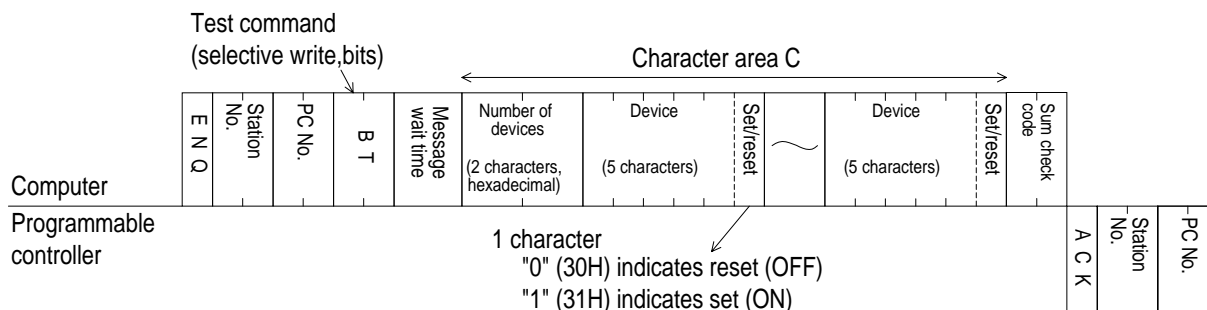 Test command
(selective write,bits)
Character area C
E N Q
Station
No.
PC No.
B T
Message
wait time
Number of
devices
(2 characters,
hexadecimal)
Device
(5 characters)
Set/reset
Device
(5 characters)
Set/reset
Sum check
code
Computer
Programmable
controller
1 character
"0" (30H) indicates reset (OFF)
"1" (31H) indicates set (ON)
A C K
Station
No.
PC No.